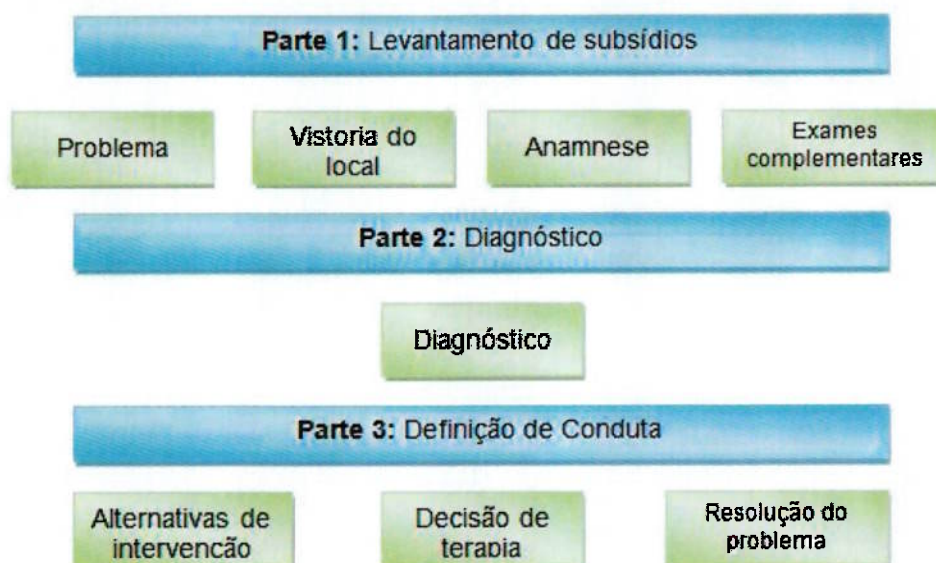 Parte 1: Levantamento de subsídios
Problema
Vistoria do
local
Anamnese
Exames
complementares
Parte 2: Diagnóstico
Diagnóstico
Parte 3: Definição de Conduta
Alternativas de
intervenção
Decisão de
terapia
Resolução do
problema